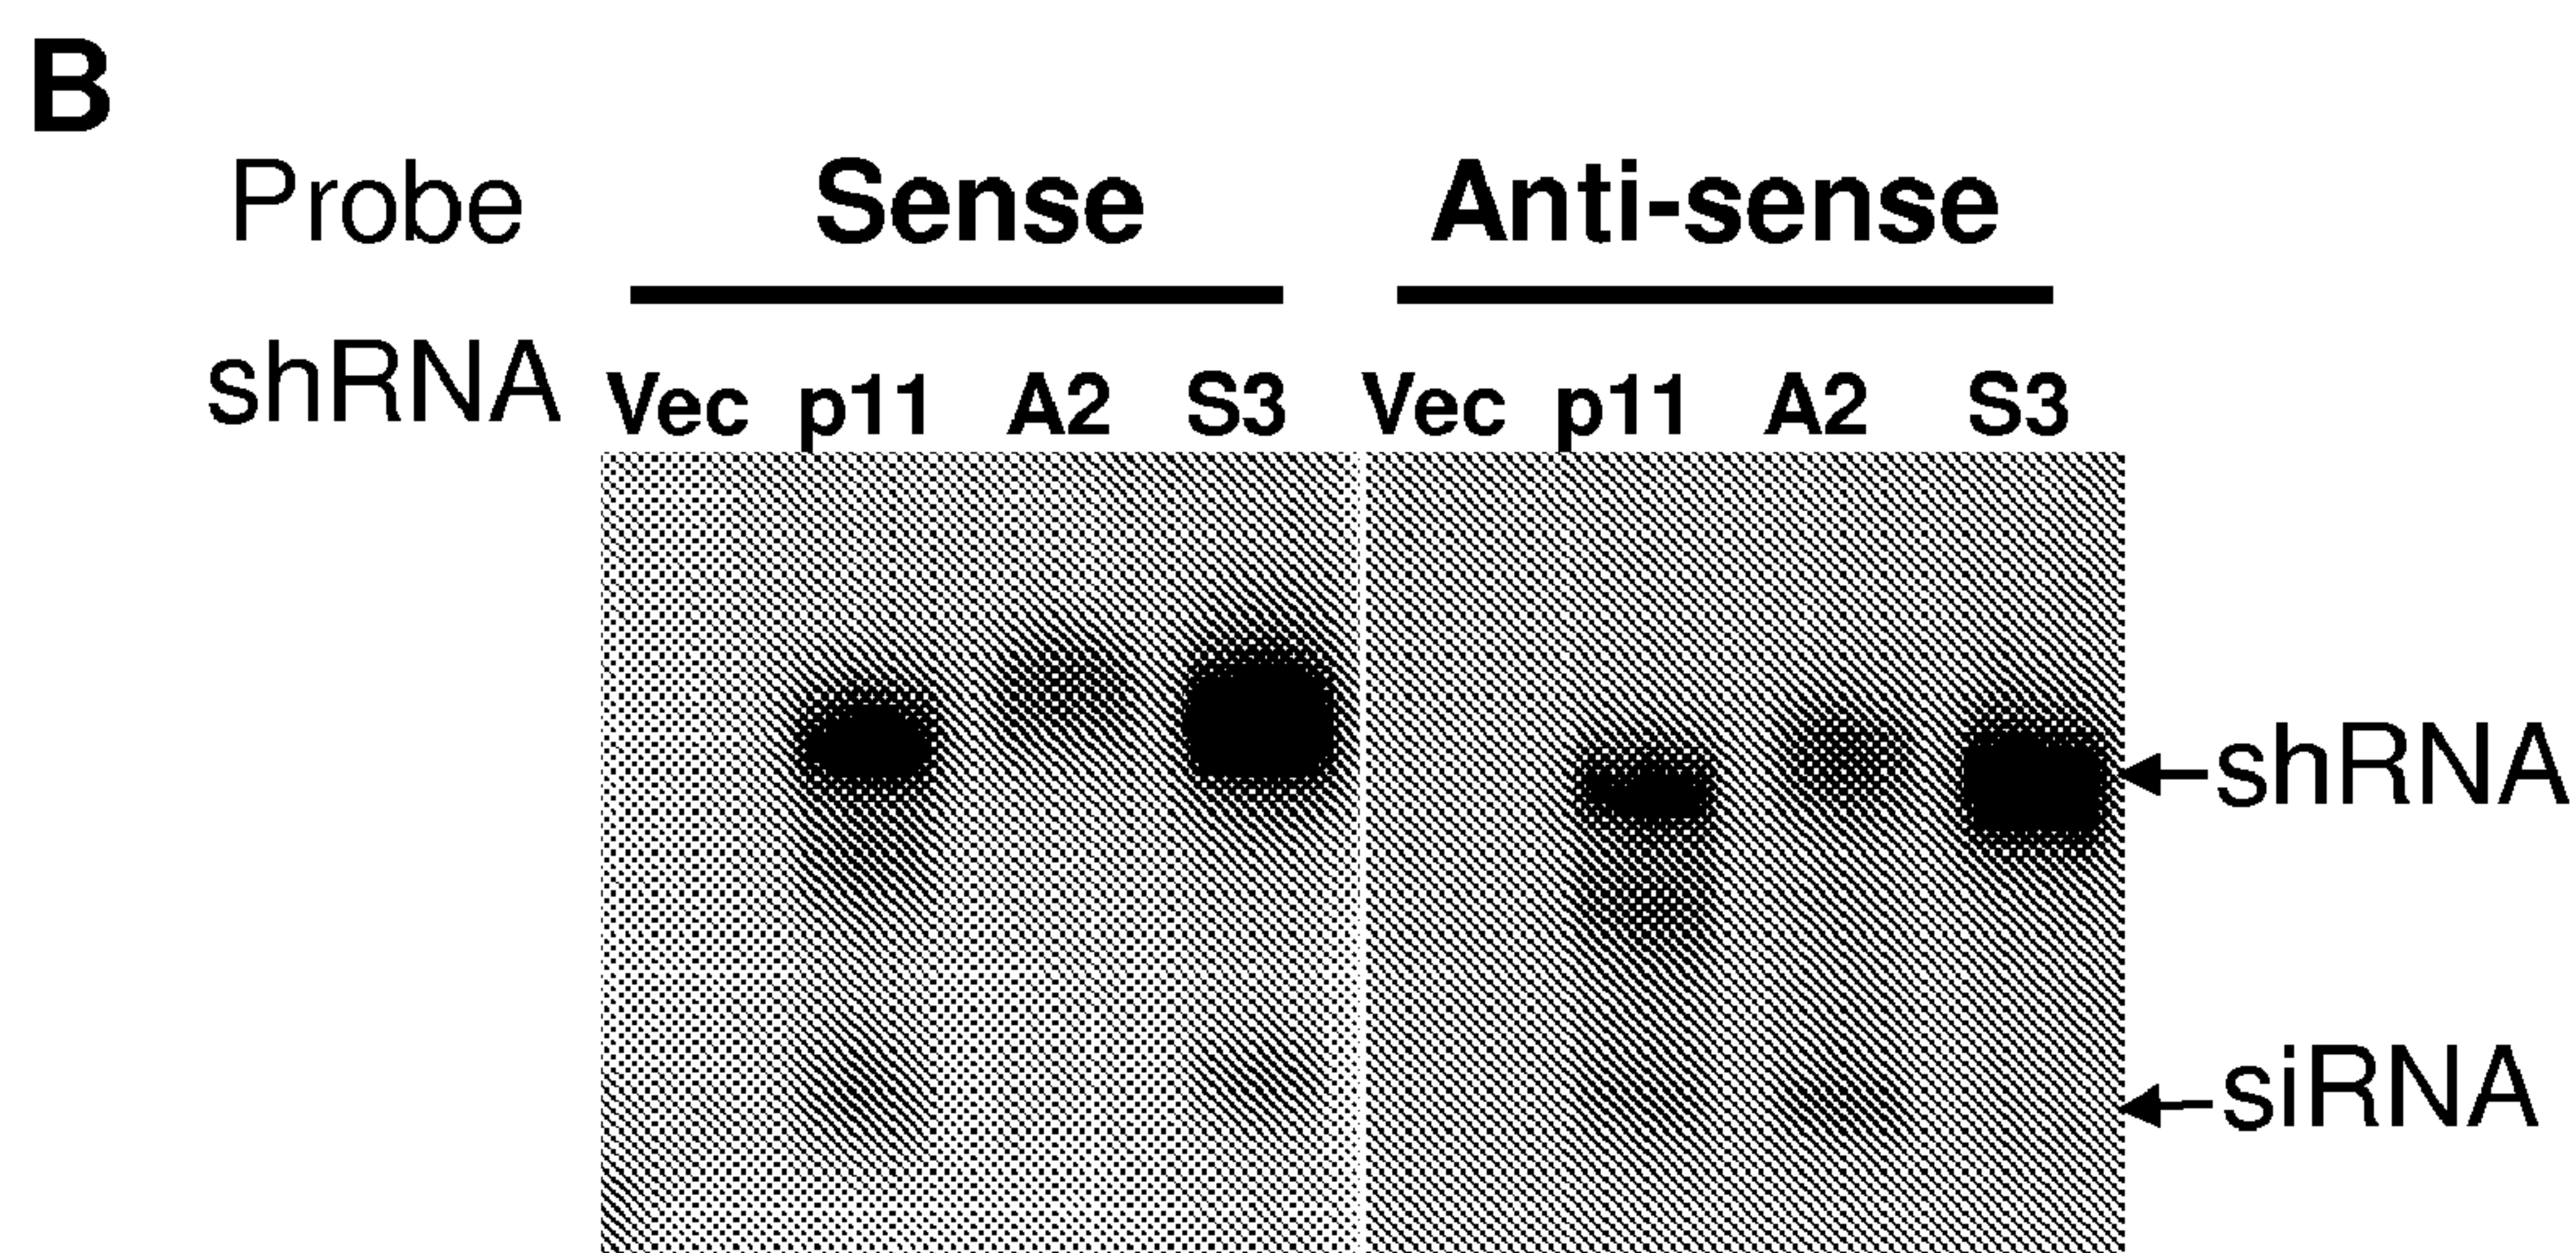 B
Probe Sense Anti-sense
shRNA Vec p11 A2 S3 Vec p11 A2 S3
shRNA
siRNA